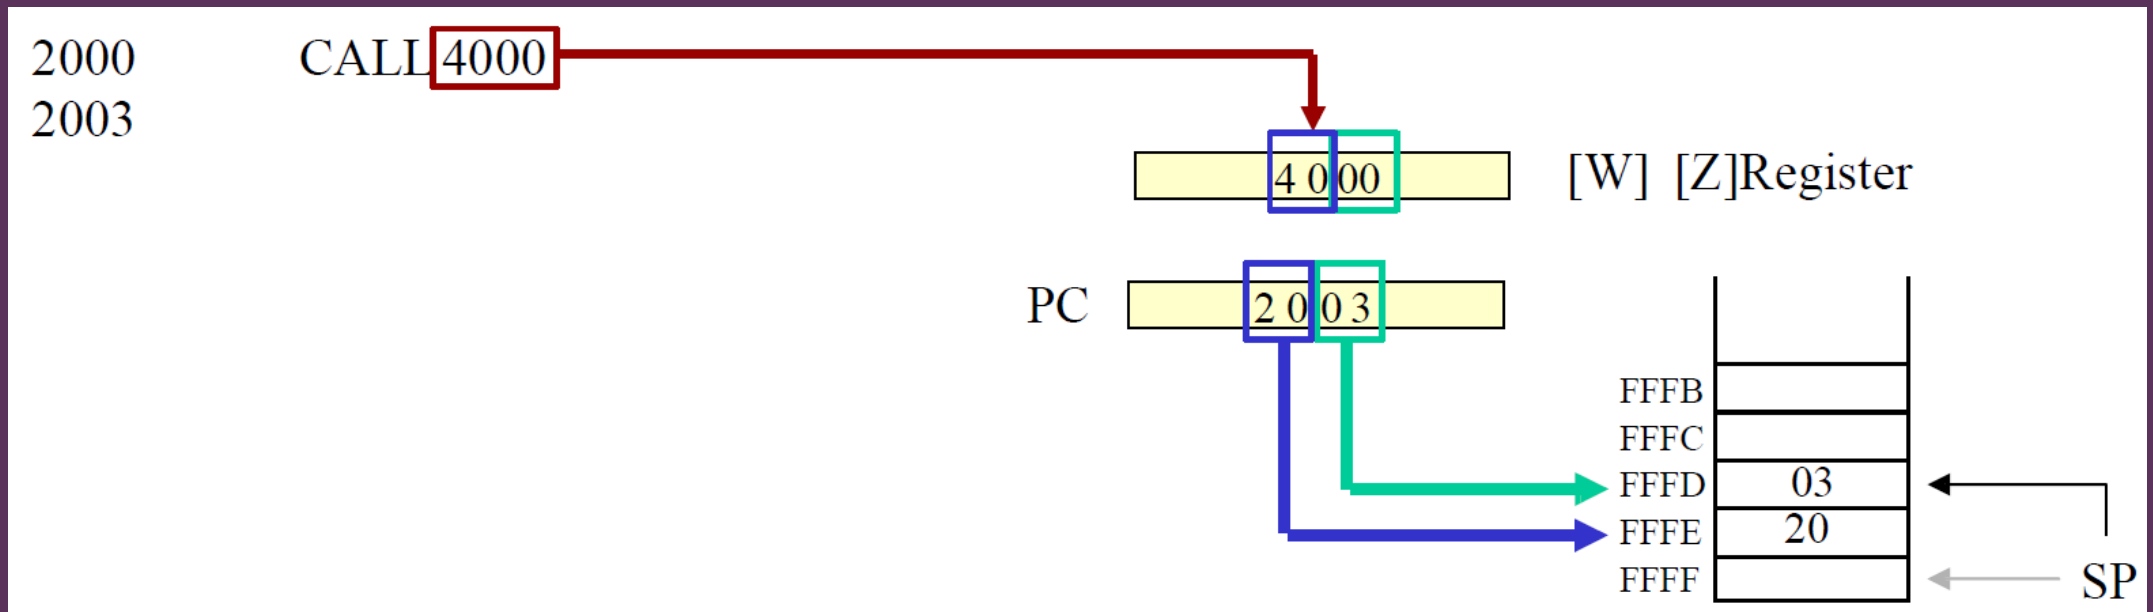 2000 CALL 4000
2003
4 0 00 [W] [Z]Register
PC 2 0 0 3
FFFB
FFFC
FFFD 03
FFFE 20
FFFF SP